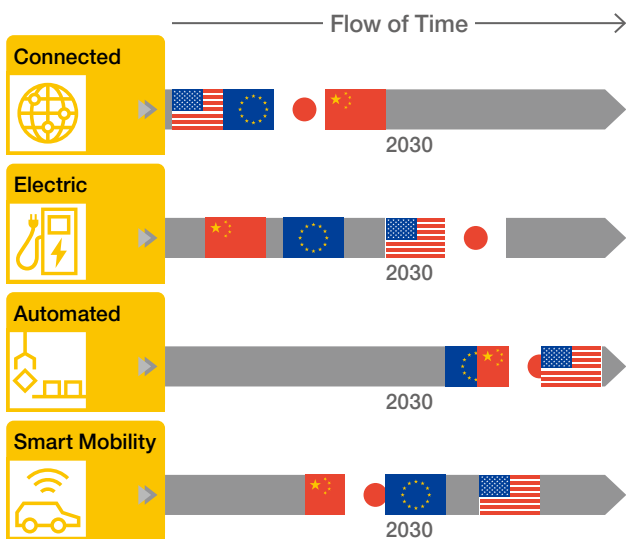 Flow of Time
Connected
2030
Electric
2030
Automated
2030
Smart Mobility
2030